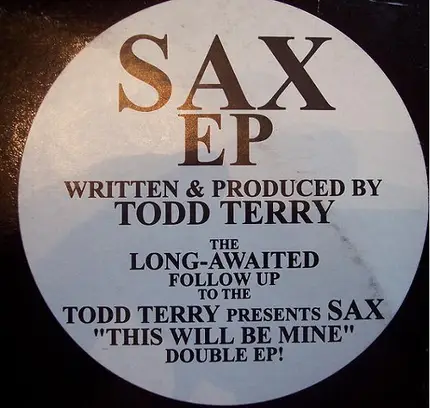 SAX
EP
WRITTEN & PRODUCED BY
TODD TERRY
THE
LONG-AWAITED
FOLLOW UP
TO THE
TODD TERRY PRESENTS SAX
"THIS WILL BE MINE"
DOUBLE EP!